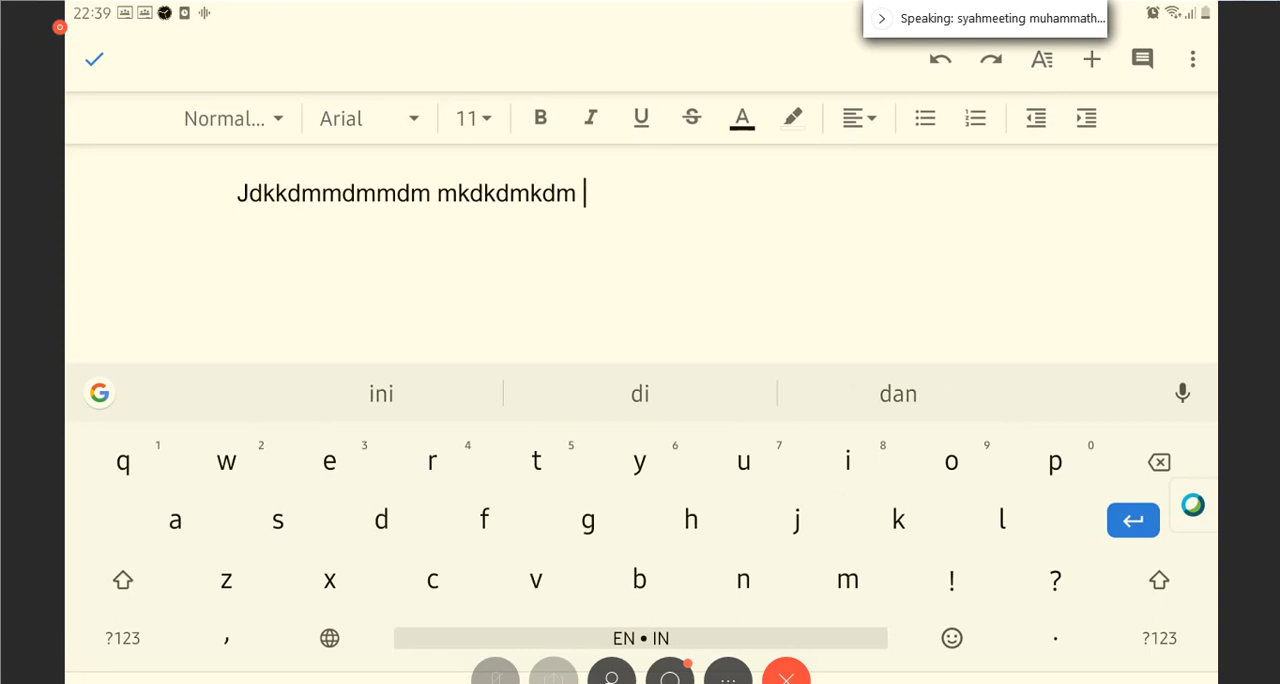 22:39
Speaking: syahmeeting muhammath...
Normal... Arial 11 B I U S A
Jdkkdmmdmmdm mkdkdmkdm
G ini di dan
1 2 3 4 5 6 7 8 9 0
q w e r t y u i o p
a s d f g h j k l
z x c v b n m ! ?
?123 , EN • IN . ?123